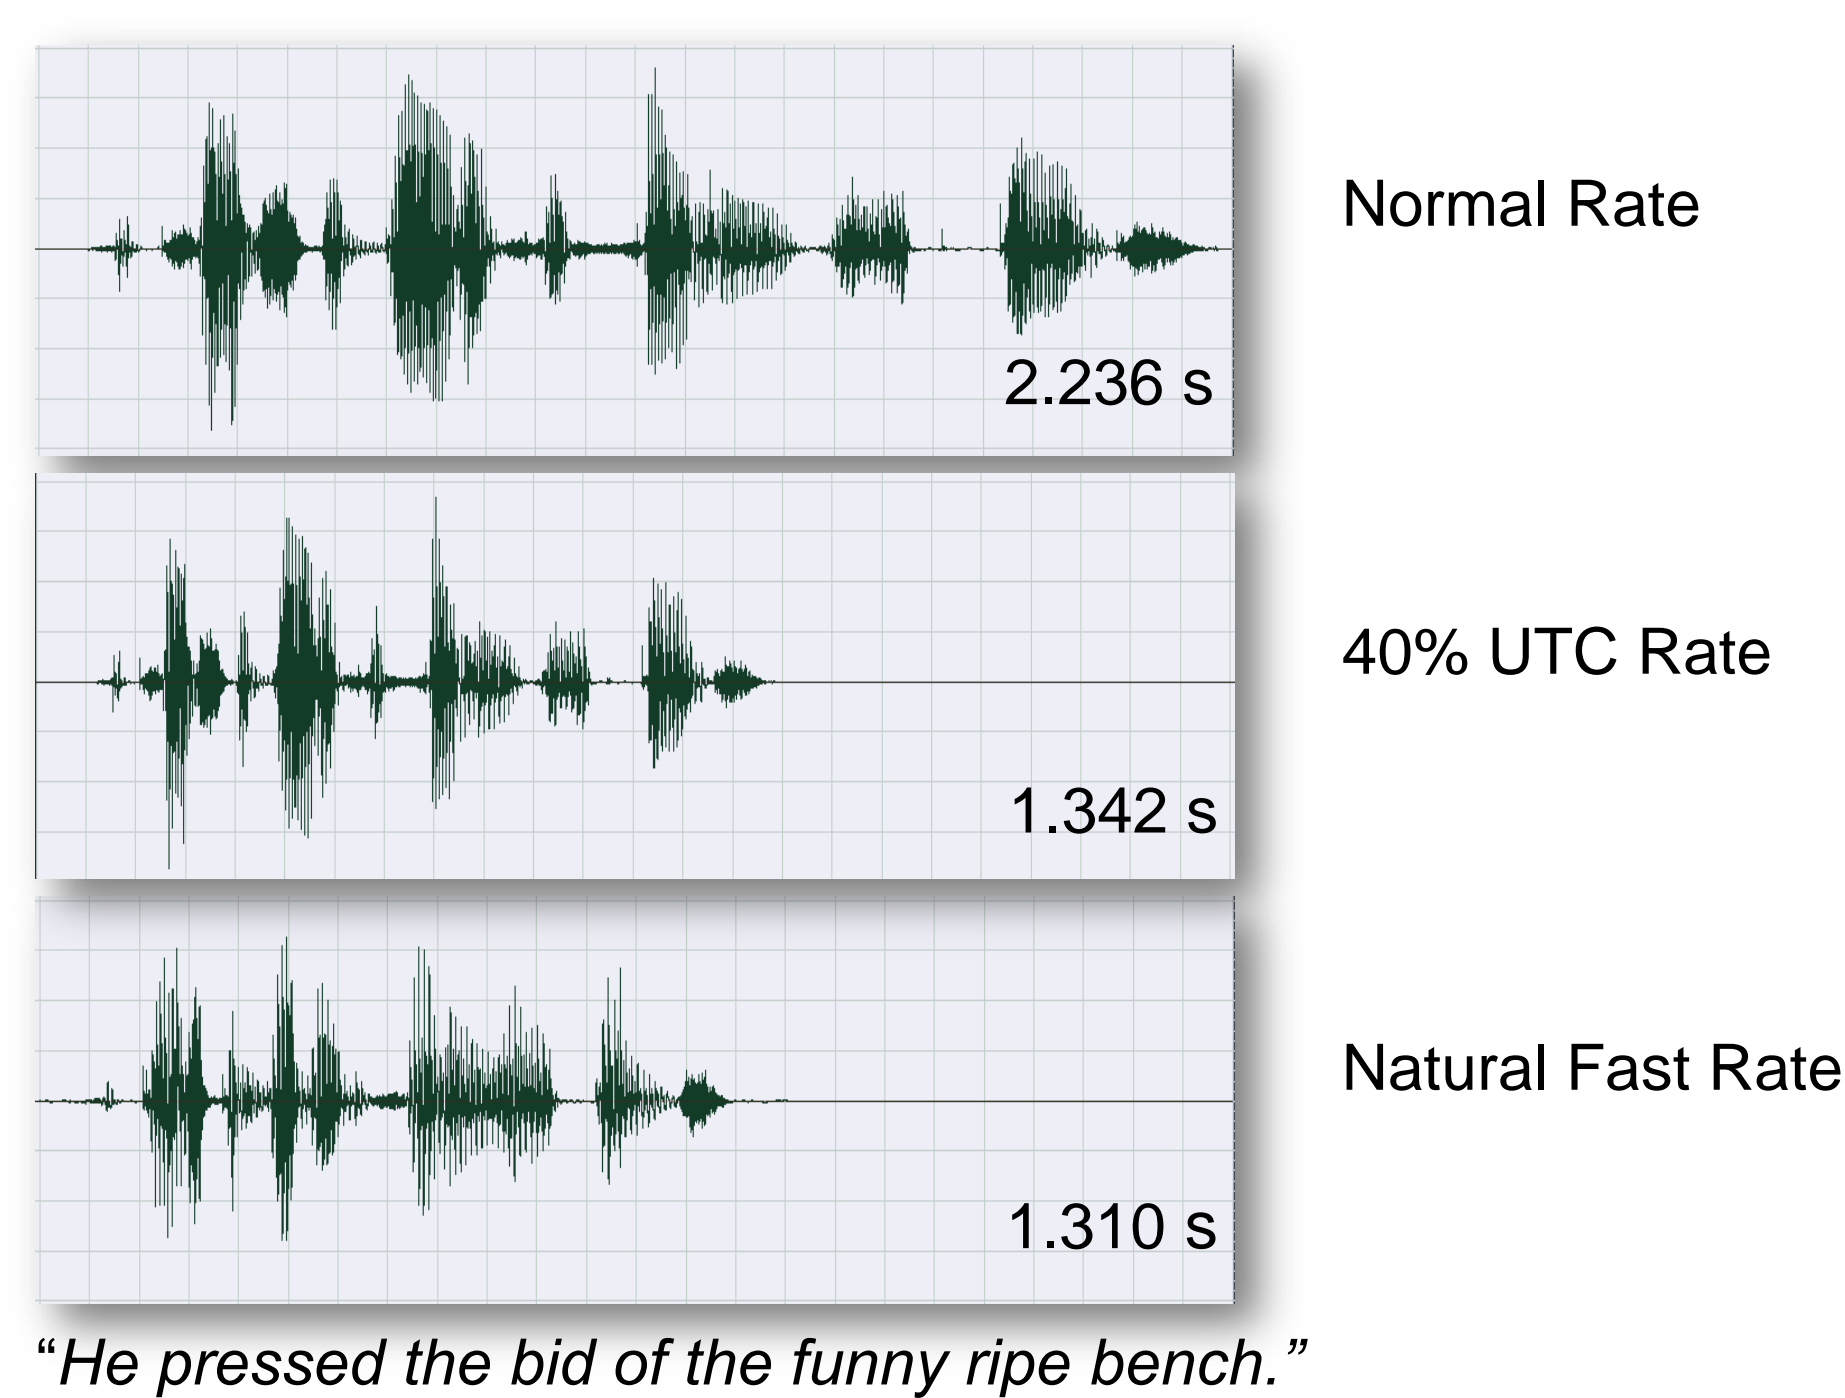 Normal Rate
2.236 s
40% UTC Rate
1.342 s
Natural Fast Rate
1.310 s
“He pressed the bid of the funny ripe bench.”